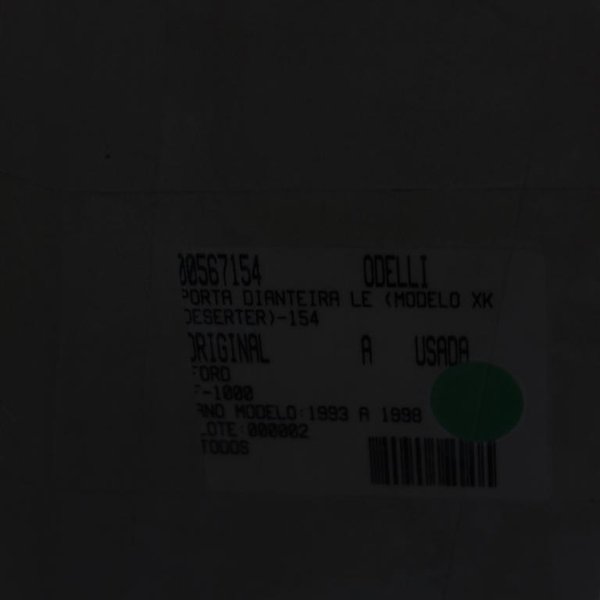 00567154 ODELLI
PORTA DIANTEIRA LE (MODELO XK
DESERTER)-154
ORIGINAL A USADA
FORD
F-1000
ANO MODELO:1993 A 1998
LOTE:000002
TODOS